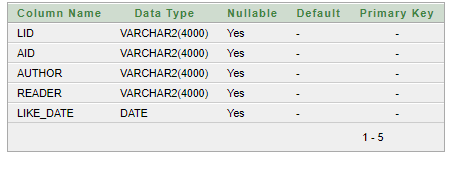 Column Name Data Type Nullable Default Primary Key
LID VARCHAR2(4000) Yes - -
AID VARCHAR2(4000) Yes - -
AUTHOR VARCHAR2(4000) Yes - -
READER VARCHAR2(4000) Yes - -
LIKE_DATE DATE Yes - -
1 - 5